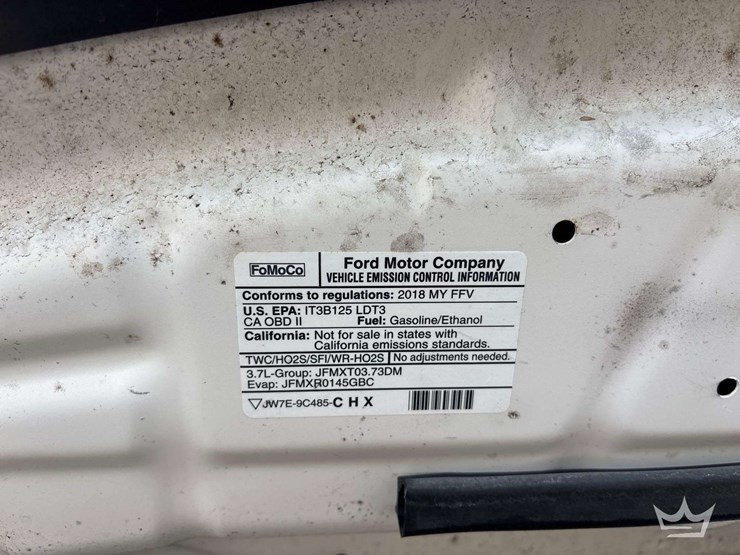 FoMoCo
Ford Motor Company
VEHICLE EMISSION CONTROL INFORMATION
Conforms to regulations: 2018 MY FFV
U.S. EPA: IT3B125 LDT3
CA OBD II Fuel: Gasoline/Ethanol
California: Not for sale in states with
California emissions standards.
TWC/HO2S/SFI/WR-HO2S No adjustments needed.
3.7L-Group: JFMXT03.73DM
Evap: JFMXR0145GBC
JW7E-9C485-CHX